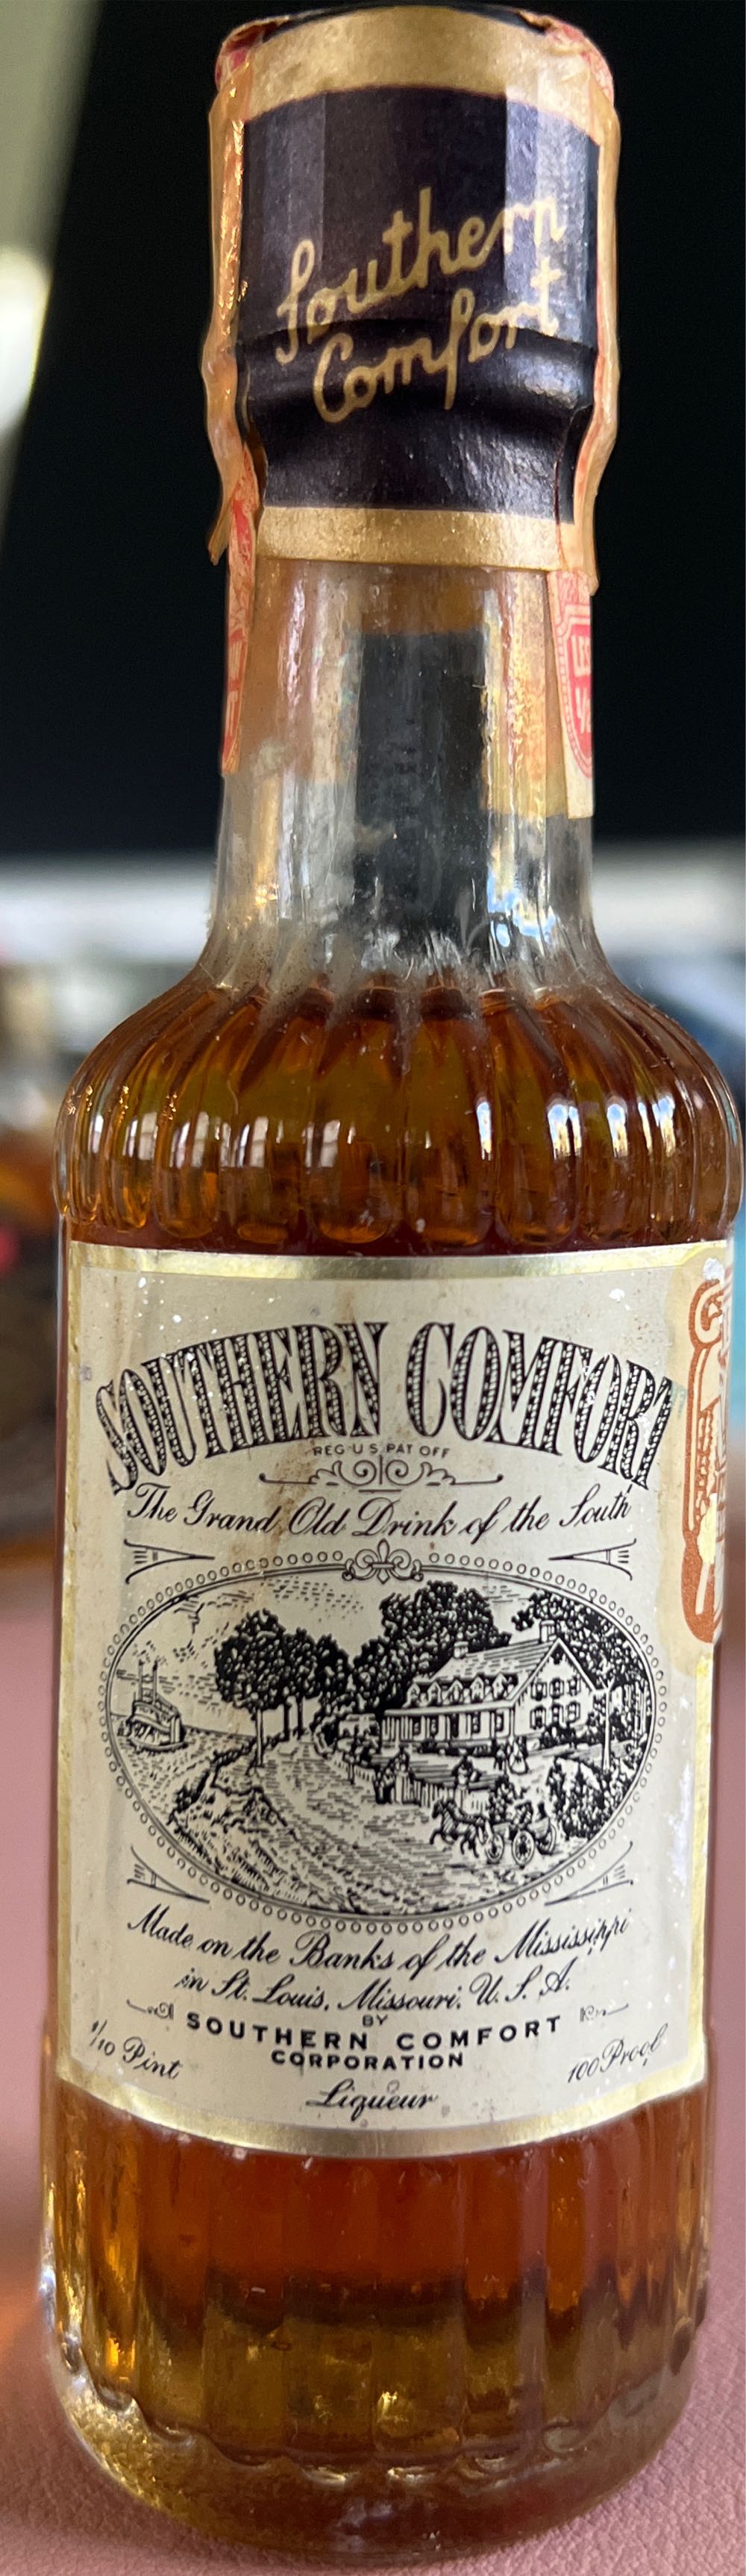 Southern
Comfort
SOUTHERN COMFORT
REG U.S. PAT OFF
The Grand Old Drink of the South
Made on the Banks of the Mississippi
in St. Louis, Missouri, U.S.A.
BY
SOUTHERN COMFORT
CORPORATION
1/10 Pint
100 Proof
Liqueur